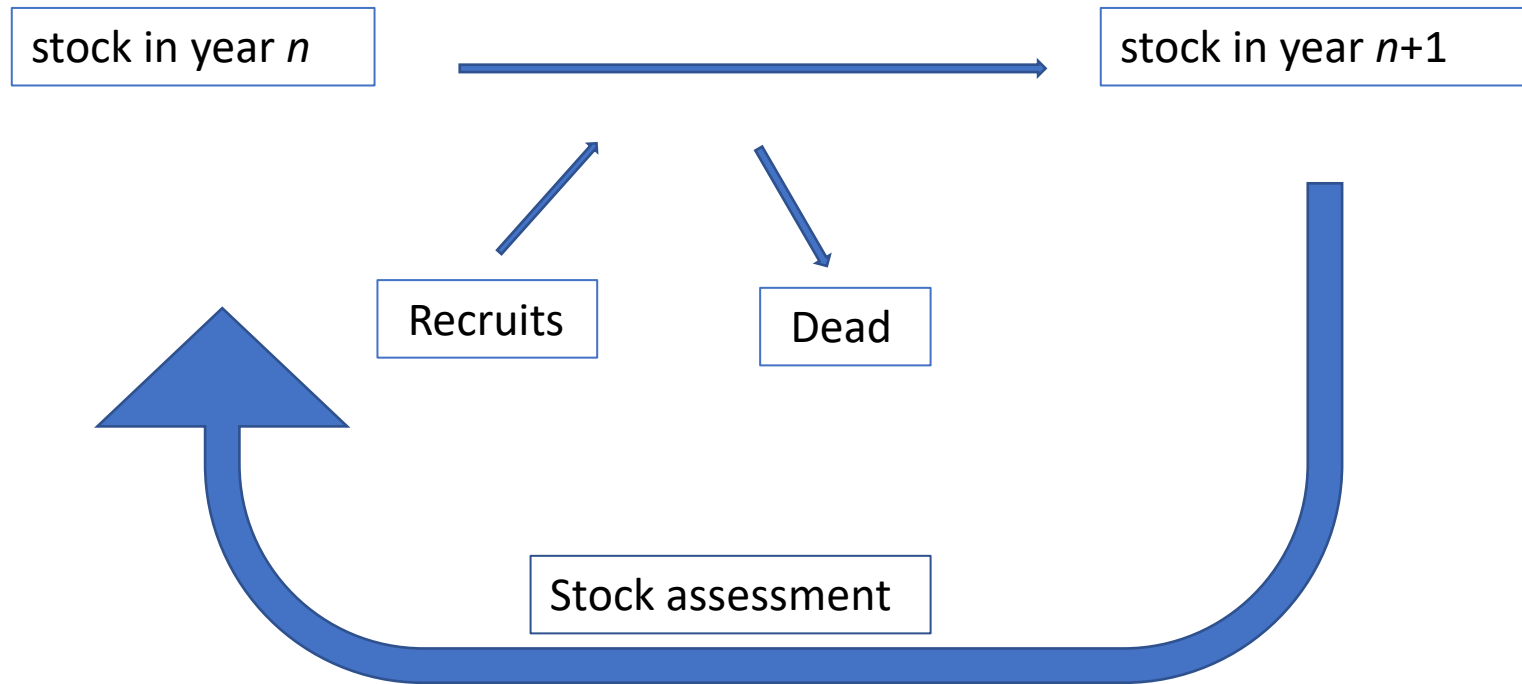 stock in year n
stock in year n+1
Recruits
Dead
Stock assessment